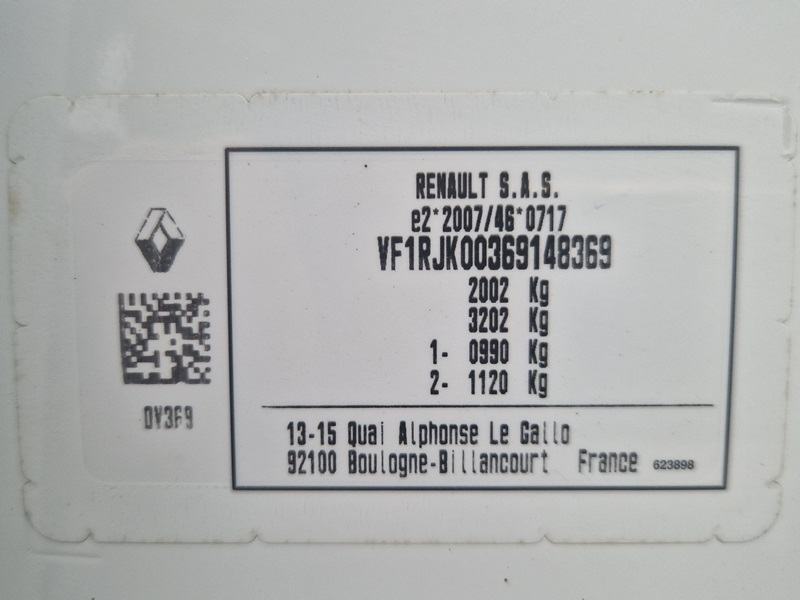 RENAULT S.A.S.
e2*2007/46*0717
VF1RJK00369148369
2002 Kg
3202 Kg
1- 0990 Kg
2- 1120 Kg
0V369
13-15 Quai Alphonse Le Gallo
92100 Boulogne-Billancourt France 623898